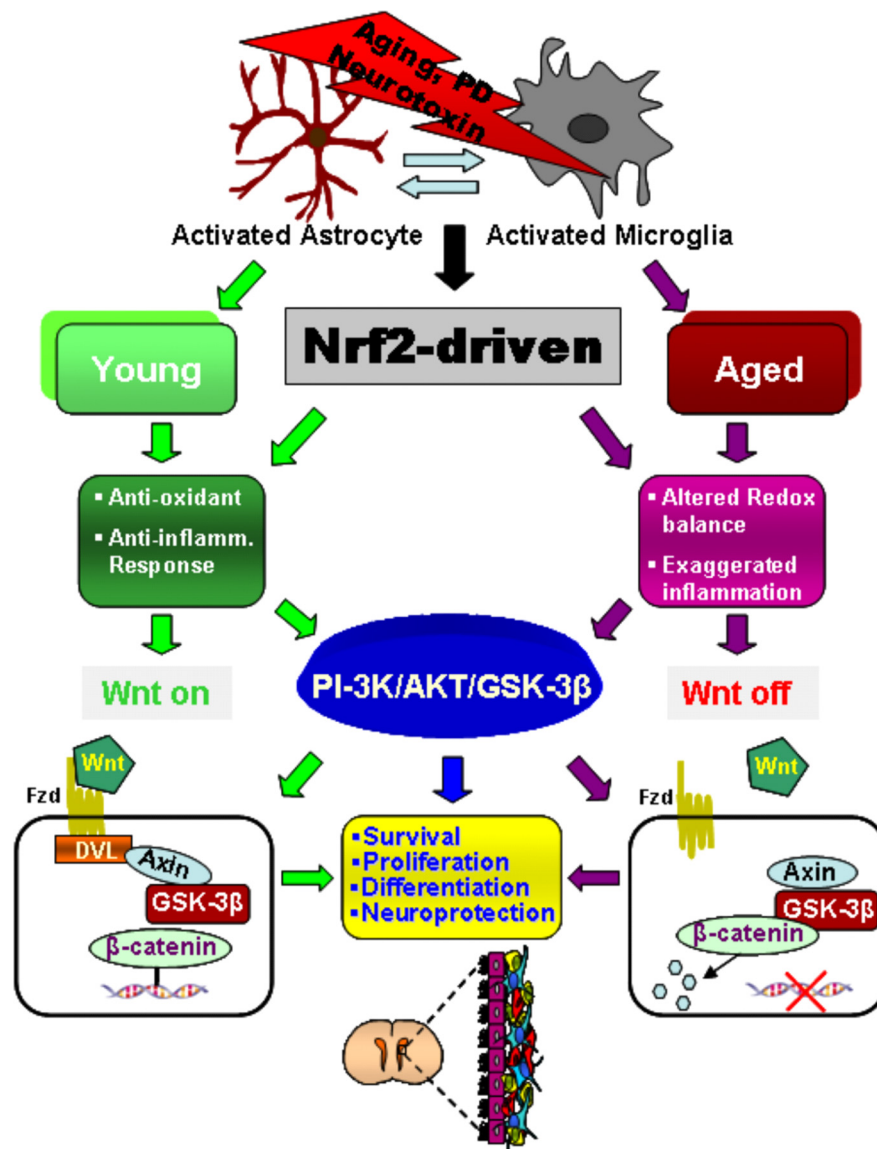 Aging, PD
Neurotoxin
Activated Astrocyte
Activated Microglia
Young
Nrf2-driven
Aged
▪ Anti-oxidant
▪ Anti-inflamm.
Response
▪ Altered Redox
balance
▪ Exaggerated
inflammation
Wnt on
PI-3K/AKT/GSK-3β
Wnt off
Wnt
Fzd
DVL
Axin
GSK-3β
β-catenin
▪Survival
▪Proliferation
▪Differentiation
▪Neuroprotection
Wnt
Fzd
Axin
GSK-3β
β-catenin